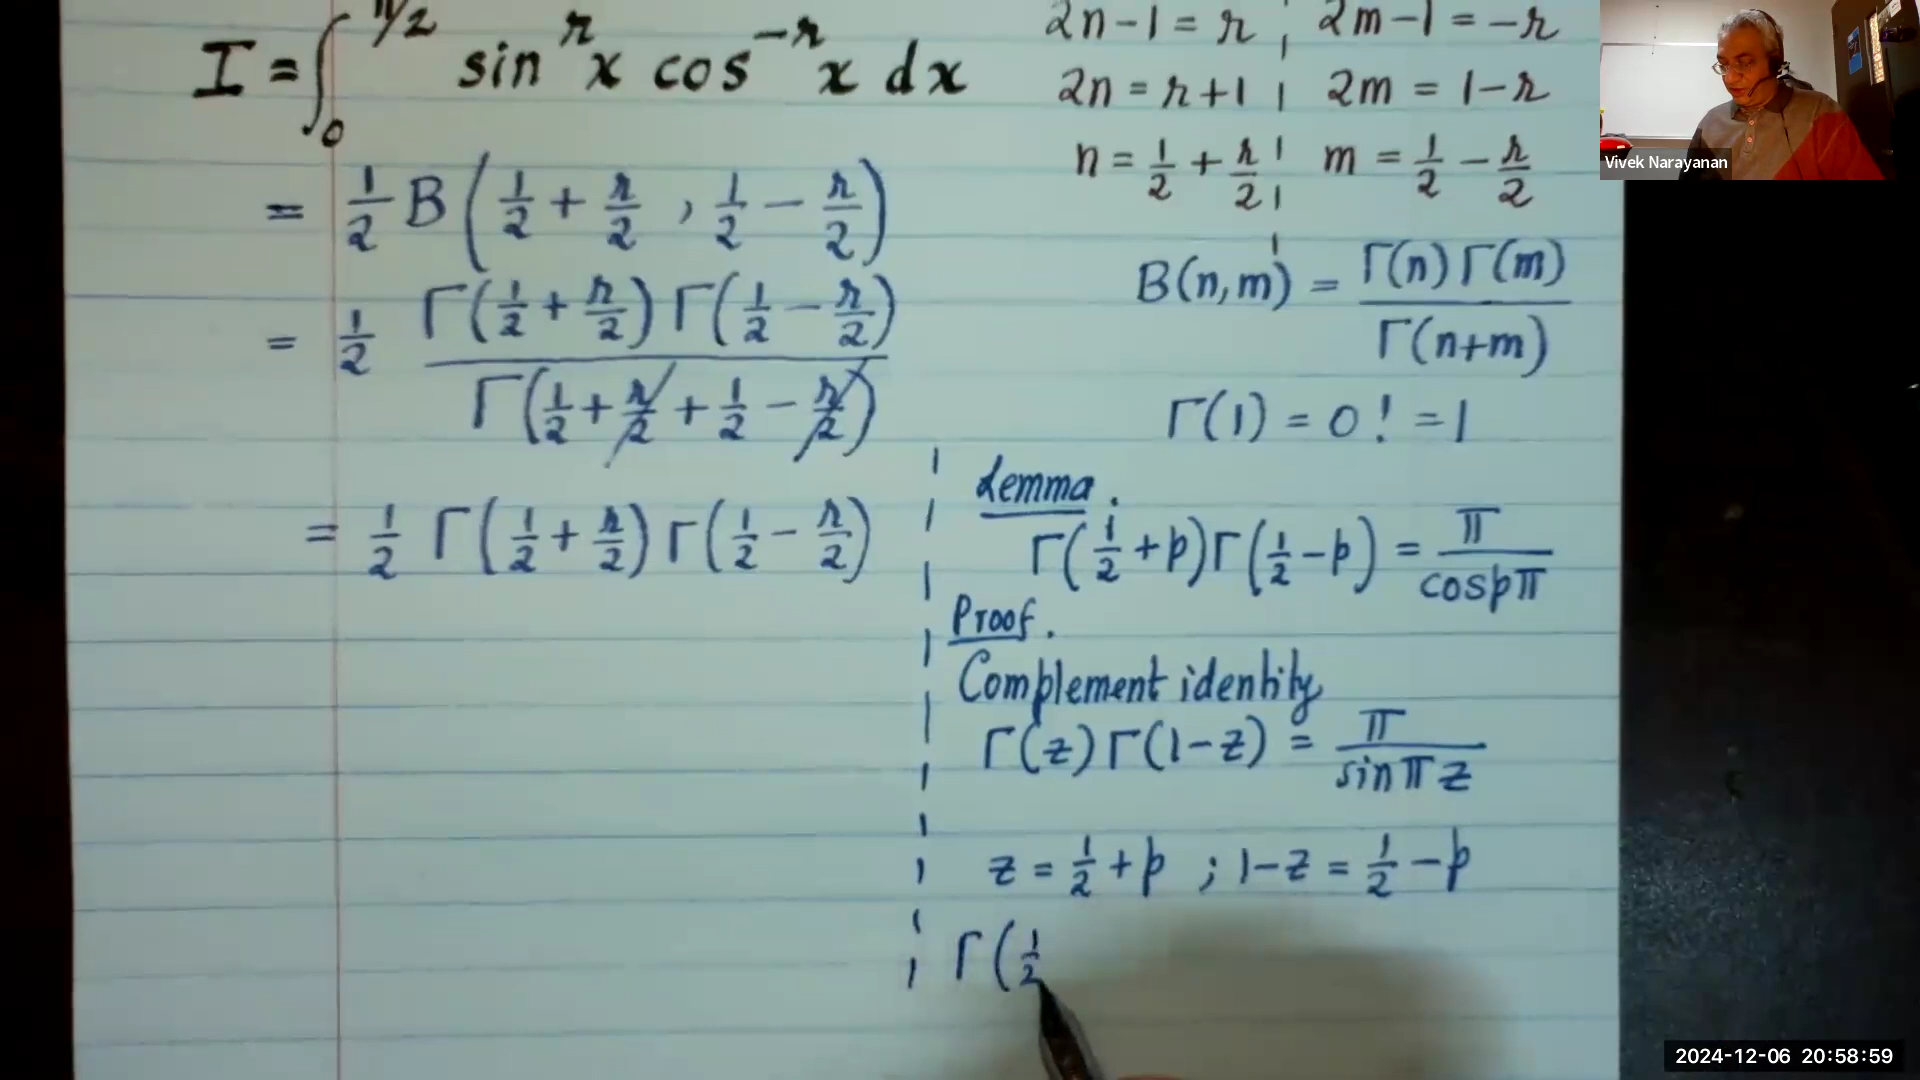 I = ∫₀^π/2 sin^r x cos^-r x dx
= 1/2 B(1/2 + r/2 , 1/2 - r/2)
= 1/2 Γ(1/2 + r/2) Γ(1/2 - r/2) / Γ(1/2 + r/2 + 1/2 - r/2)
= 1/2 Γ(1/2 + r/2) Γ(1/2 - r/2)
2n-1 = r ; 2m-1 = -r
2n = r+1 ; 2m = 1-r
n = 1/2 + r/2 ; m = 1/2 - r/2
B(n,m) = Γ(n) Γ(m) / Γ(n+m)
Γ(1) = 0! = 1
Lemma.
Γ(1/2 + p) Γ(1/2 - p) = π / cos pπ
Proof.
Complement identity
Γ(z) Γ(1-z) = π / sin π z
z = 1/2 + p ; 1-z = 1/2 - p
Γ(1/2
Vivek Narayanan
2024-12-06 20:58:59